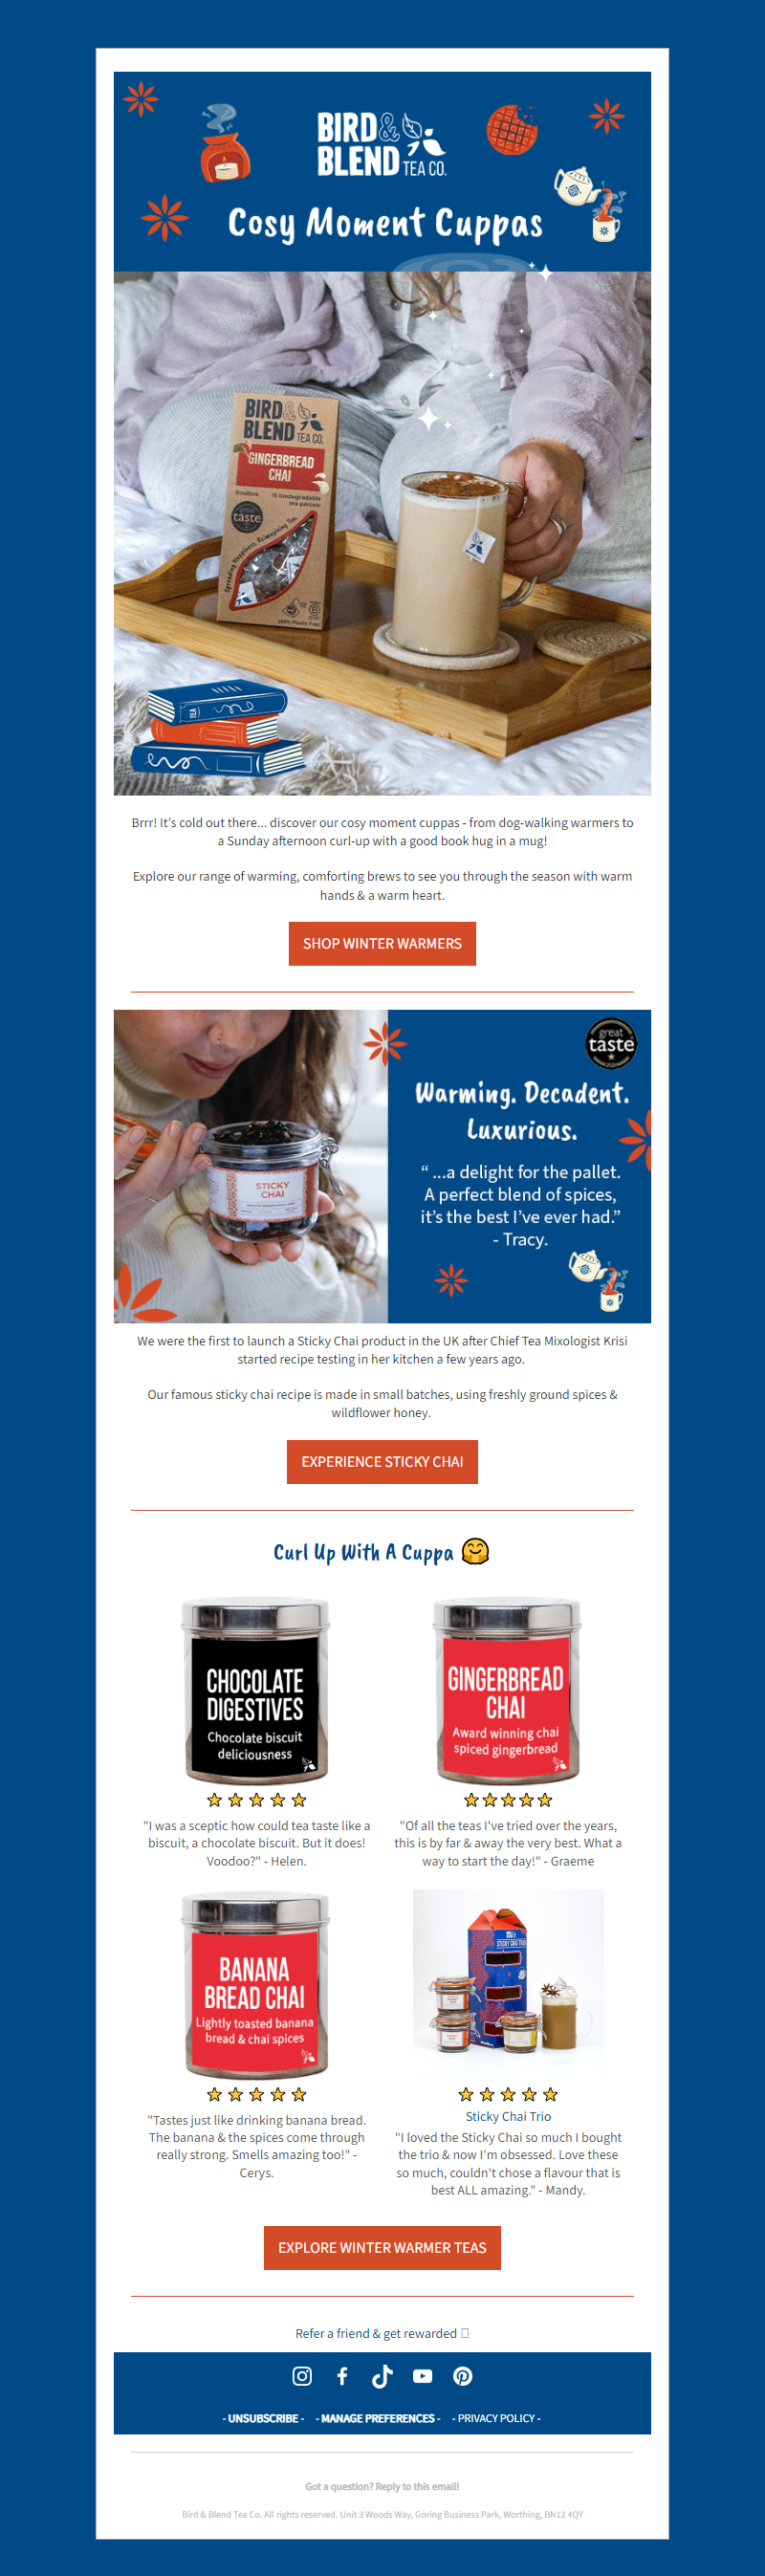 BIRD &
BLEND TEA CO.
Cosy Moment Cuppas
BIRD &
BLEND TEA CO.
GINGERBREAD
CHAI
Rooibos
15 biodegradable
tea parcels
great
taste
Spreading Happiness. Reimagining Tea.
100% Plastic Free
TEA
Brrr! It's cold out there... discover our cosy moment cuppas - from dog-walking warmers to
a Sunday afternoon curl-up with a good book hug in a mug!
Explore our range of warming, comforting brews to see you through the season with warm
hands & a warm heart.
SHOP WINTER WARMERS
great
taste
Warming. Decadent.
Luxurious.
STICKY
CHAI
“ ...a delight for the pallet.
A perfect blend of spices,
it’s the best I’ve ever had.”
- Tracy.
We were the first to launch a Sticky Chai product in the UK after Chief Tea Mixologist Krisi
started recipe testing in her kitchen a few years ago.
Our famous sticky chai recipe is made in small batches, using freshly ground spices &
wildflower honey.
EXPERIENCE STICKY CHAI
Curl Up With A Cuppa 🤗
CHOCOLATE
DIGESTIVES
Chocolate biscuit
deliciousness
GINGERBREAD
CHAI
Award winning chai
spiced gingerbread
"I was a sceptic how could tea taste like a
biscuit, a chocolate biscuit. But it does!
Voodoo?" - Helen.
"Of all the teas I've tried over the years,
this is by far & away the very best. What a
way to start the day!" - Graeme
BANANA
BREAD CHAI
Lightly toasted banana
bread & chai spices
STICKY CHAI TRIO
"Tastes just like drinking banana bread.
The banana & the spices come through
really strong. Smells amazing too!" -
Cerys.
Sticky Chai Trio
"I loved the Sticky Chai so much I bought
the trio & now I'm obsessed. Love these
so much, couldn't chose a flavour that is
best ALL amazing." - Mandy.
EXPLORE WINTER WARMER TEAS
Refer a friend & get rewarded
- UNSUBSCRIBE - - MANAGE PREFERENCES - - PRIVACY POLICY -
Got a question? Reply to this email!
Bird & Blend Tea Co. All rights reserved. Unit 3 Woods Way, Goring Business Park, Worthing, BN12 4QY